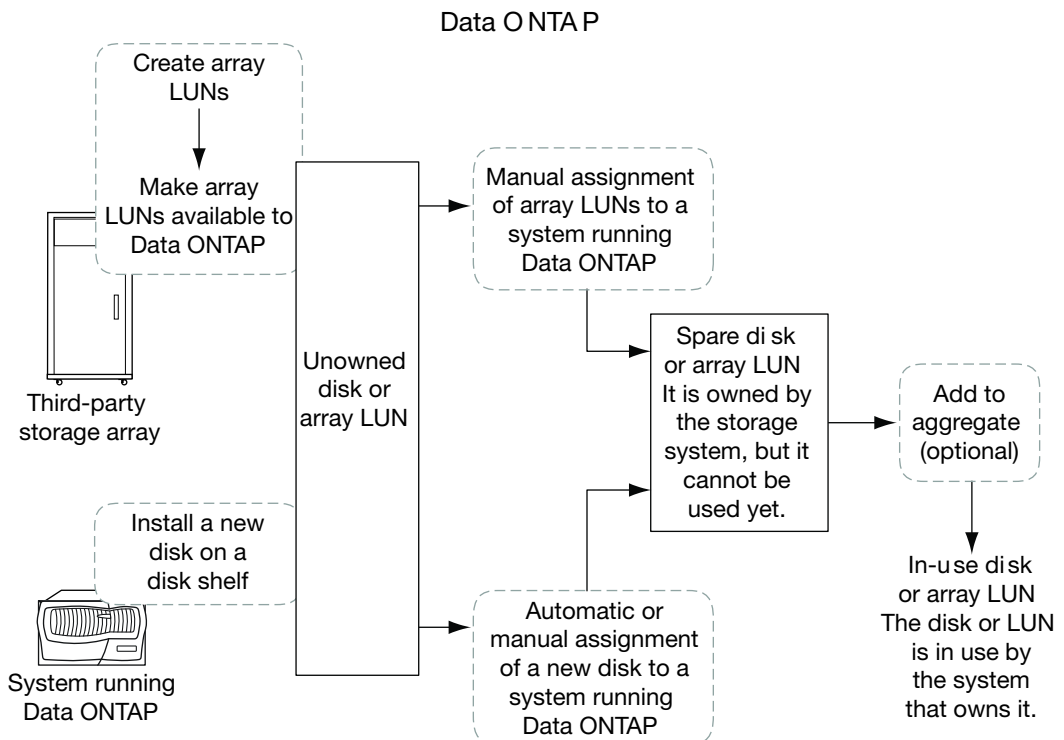 Data ONTAP
Create array
LUNs
Make array
LUNs available to
Data ONTAP
Third-party
storage array
Install a new
disk on a
disk shelf
System running
Data ONTAP
Unowned
disk or
array LUN
Manual assignment
of array LUNs to a
system running
Data ONTAP
Automatic or
manual assignment
of a new disk to a
system running
Data ONTAP
Spare disk
or array LUN
It is owned by
the storage
system, but it
cannot be
used yet.
Add to
aggregate
(optional)
In-use disk
or array LUN
The disk or LUN
is in use by
the system
that owns it.